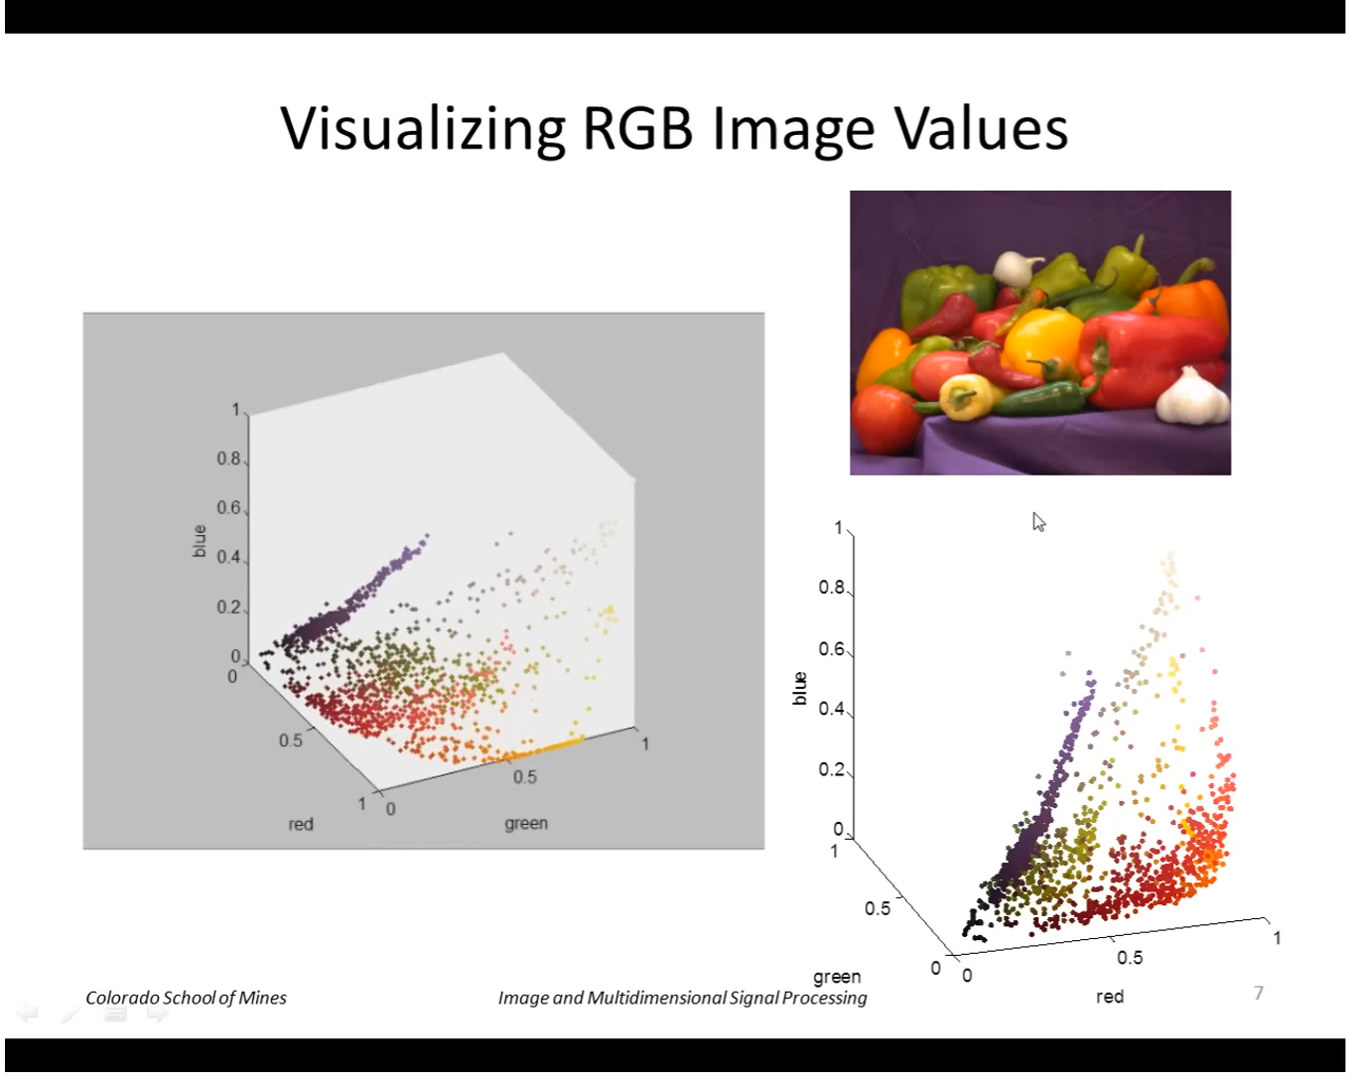 Visualizing RGB Image Values
1
0.8
0.6
0.4
0.2
0
blue
0
0.5
1
red
0
0.5
1
green
1
0.8
0.6
0.4
0.2
0
blue
1
0.5
0
green
0
0.5
1
red
Colorado School of Mines
Image and Multidimensional Signal Processing
7